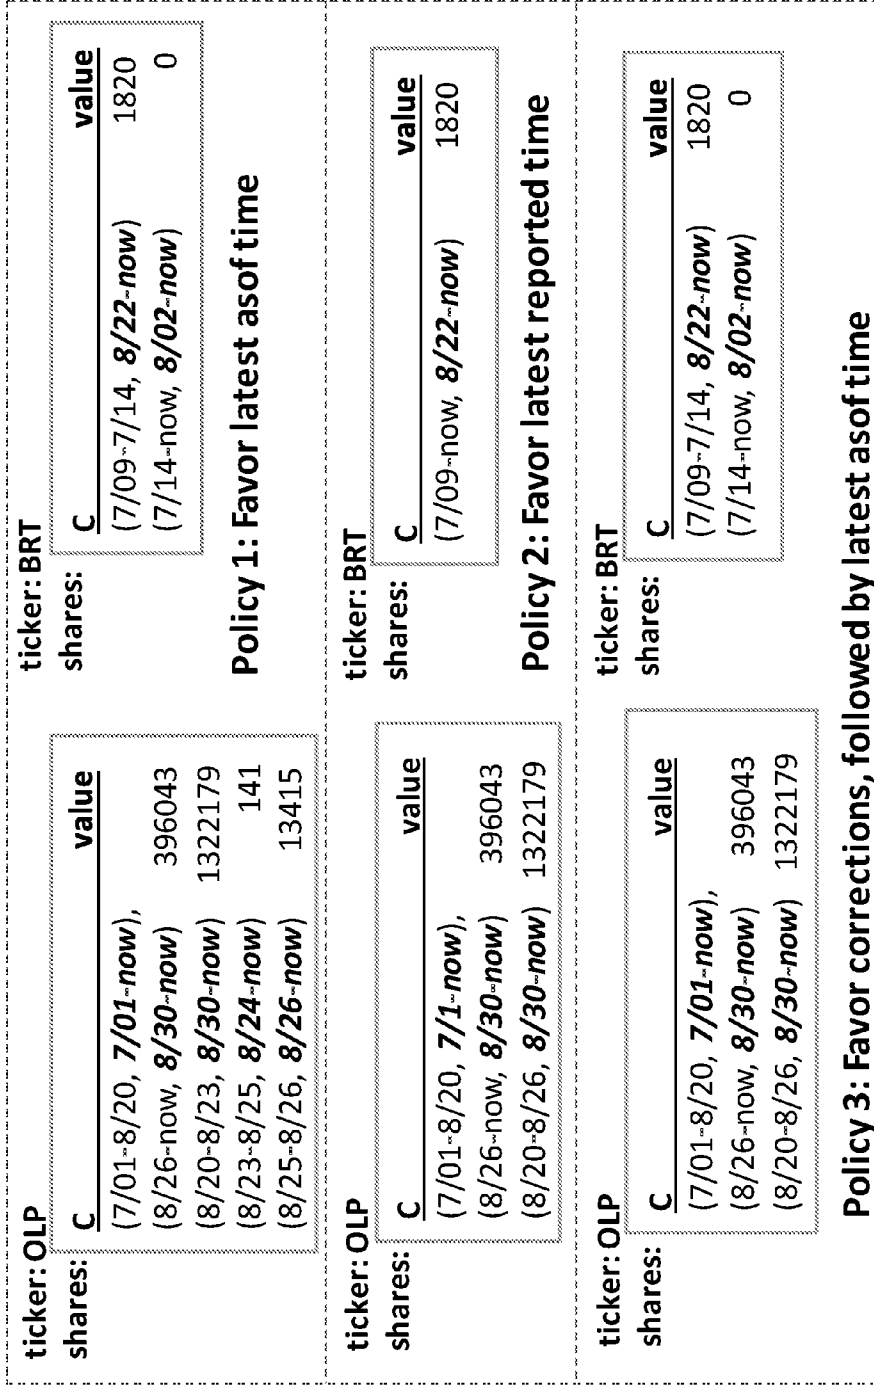 ticker: OLP
shares:
C value
(7/01-8/20, 7/01-now),
(8/26-now, 8/30-now) 396043
(8/20-8/23, 8/30-now) 1322179
(8/23-8/25, 8/24-now) 141
(8/25-8/26, 8/26-now) 13415
ticker: BRT
shares:
C value
(7/09-7/14, 8/22-now) 1820
(7/14-now, 8/02-now) 0
Policy 1: Favor latest asof time
ticker: OLP
shares:
C value
(7/01-8/20, 7/1-now),
(8/26-now, 8/30-now) 396043
(8/20-8/26, 8/30-now) 1322179
ticker: BRT
shares:
C value
(7/09-now, 8/22-now) 1820
Policy 2: Favor latest reported time
ticker: OLP
shares:
C value
(7/01-8/20, 7/01-now),
(8/26-now, 8/30-now) 396043
(8/20-8/26, 8/30-now) 1322179
ticker: BRT
shares:
C value
(7/09-7/14, 8/22-now) 1820
(7/14-now, 8/02-now) 0
Policy 3: Favor corrections, followed by latest asof time